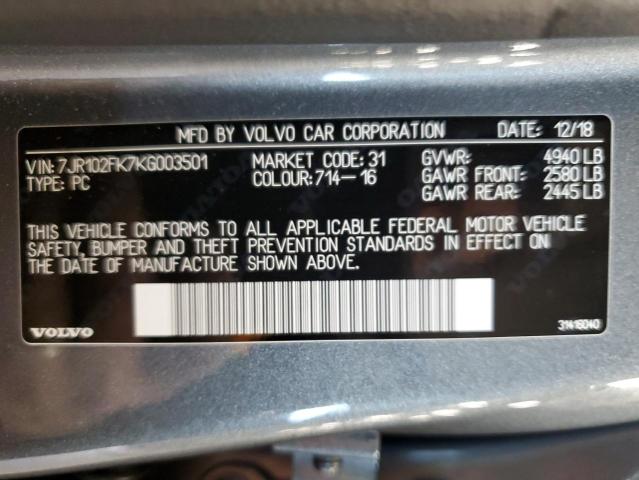 MFD BY VOLVO CAR CORPORATION DATE: 12/18
VIN: 7JR102FK7KG003501 MARKET CODE: 31 GVWR: 4940 LB
TYPE: PC COLOUR: 714-16 GAWR FRONT: 2580 LB
GAWR REAR: 2445 LB
THIS VEHICLE CONFORMS TO ALL APPLICABLE FEDERAL MOTOR VEHICLE
SAFETY, BUMPER AND THEFT PREVENTION STANDARDS IN EFFECT ON
THE DATE OF MANUFACTURE SHOWN ABOVE.
VOLVO 31416040